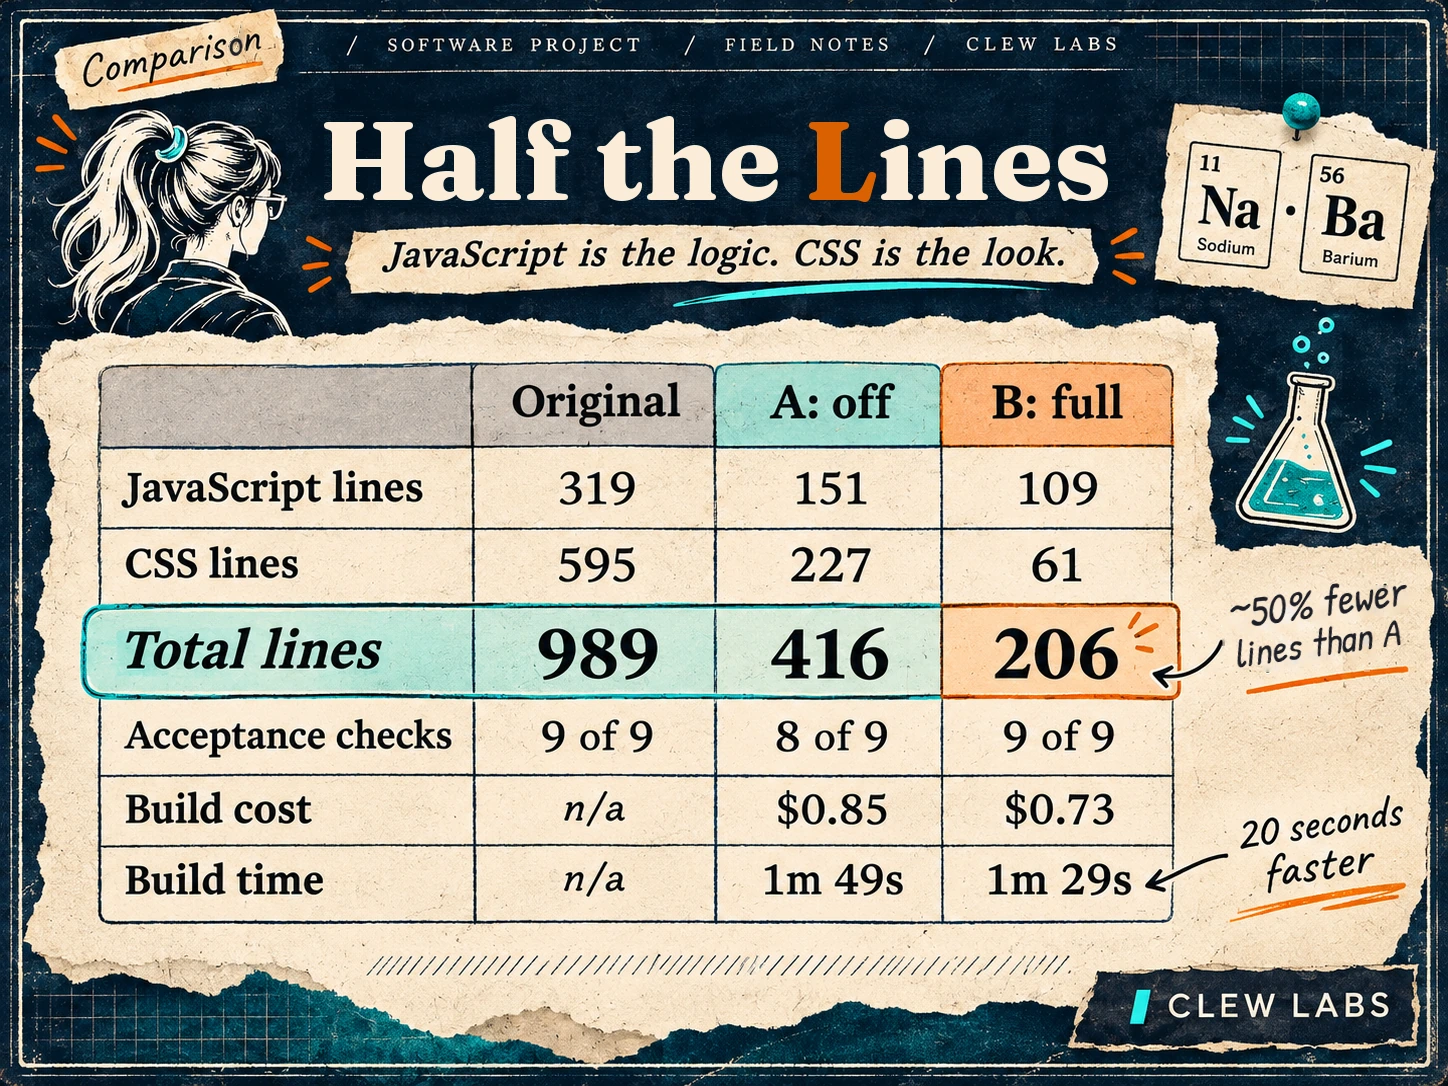 Comparison
/ SOFTWARE PROJECT / FIELD NOTES / CLEW LABS
Half the Lines
JavaScript is the logic. CSS is the look.
11
Na
Sodium
·
56
Ba
Barium
Original A: off B: full
JavaScript lines 319 151 109
CSS lines 595 227 61
Total lines 989 416 206
~50% fewer
lines than A
Acceptance checks 9 of 9 8 of 9 9 of 9
Build cost n/a $0.85 $0.73
Build time n/a 1m 49s 1m 29s
20 seconds
faster
CLEW LABS